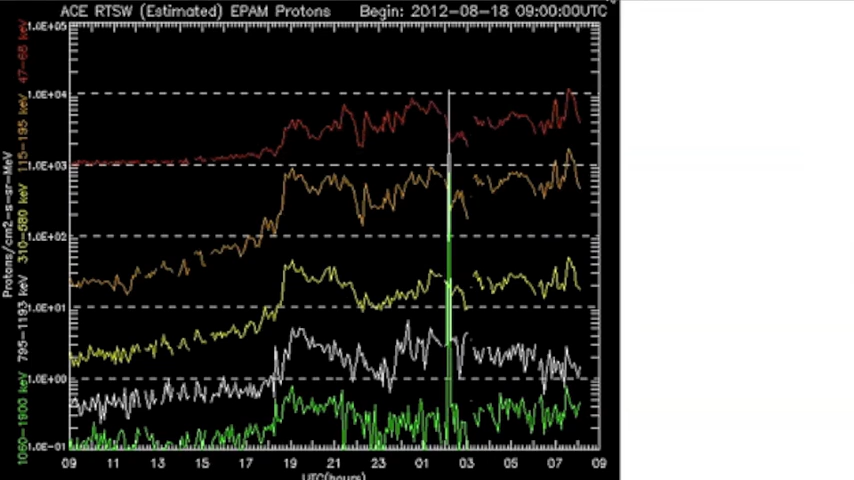 ACE RTSW (Estimated) EPAM Protons Begin: 2012-08-18 09:00:00UTC
Protons/cm2-s-sr-MeV
47-68 keV
115-195 keV
310-580 keV
795-1193 keV
1060-1900 keV
1.0E+05
1.0E+04
1.0E+03
1.0E+02
1.0E+01
1.0E+00
1.0E-01
09 11 13 15 17 19 21 23 01 03 05 07 09
UTC(hours)